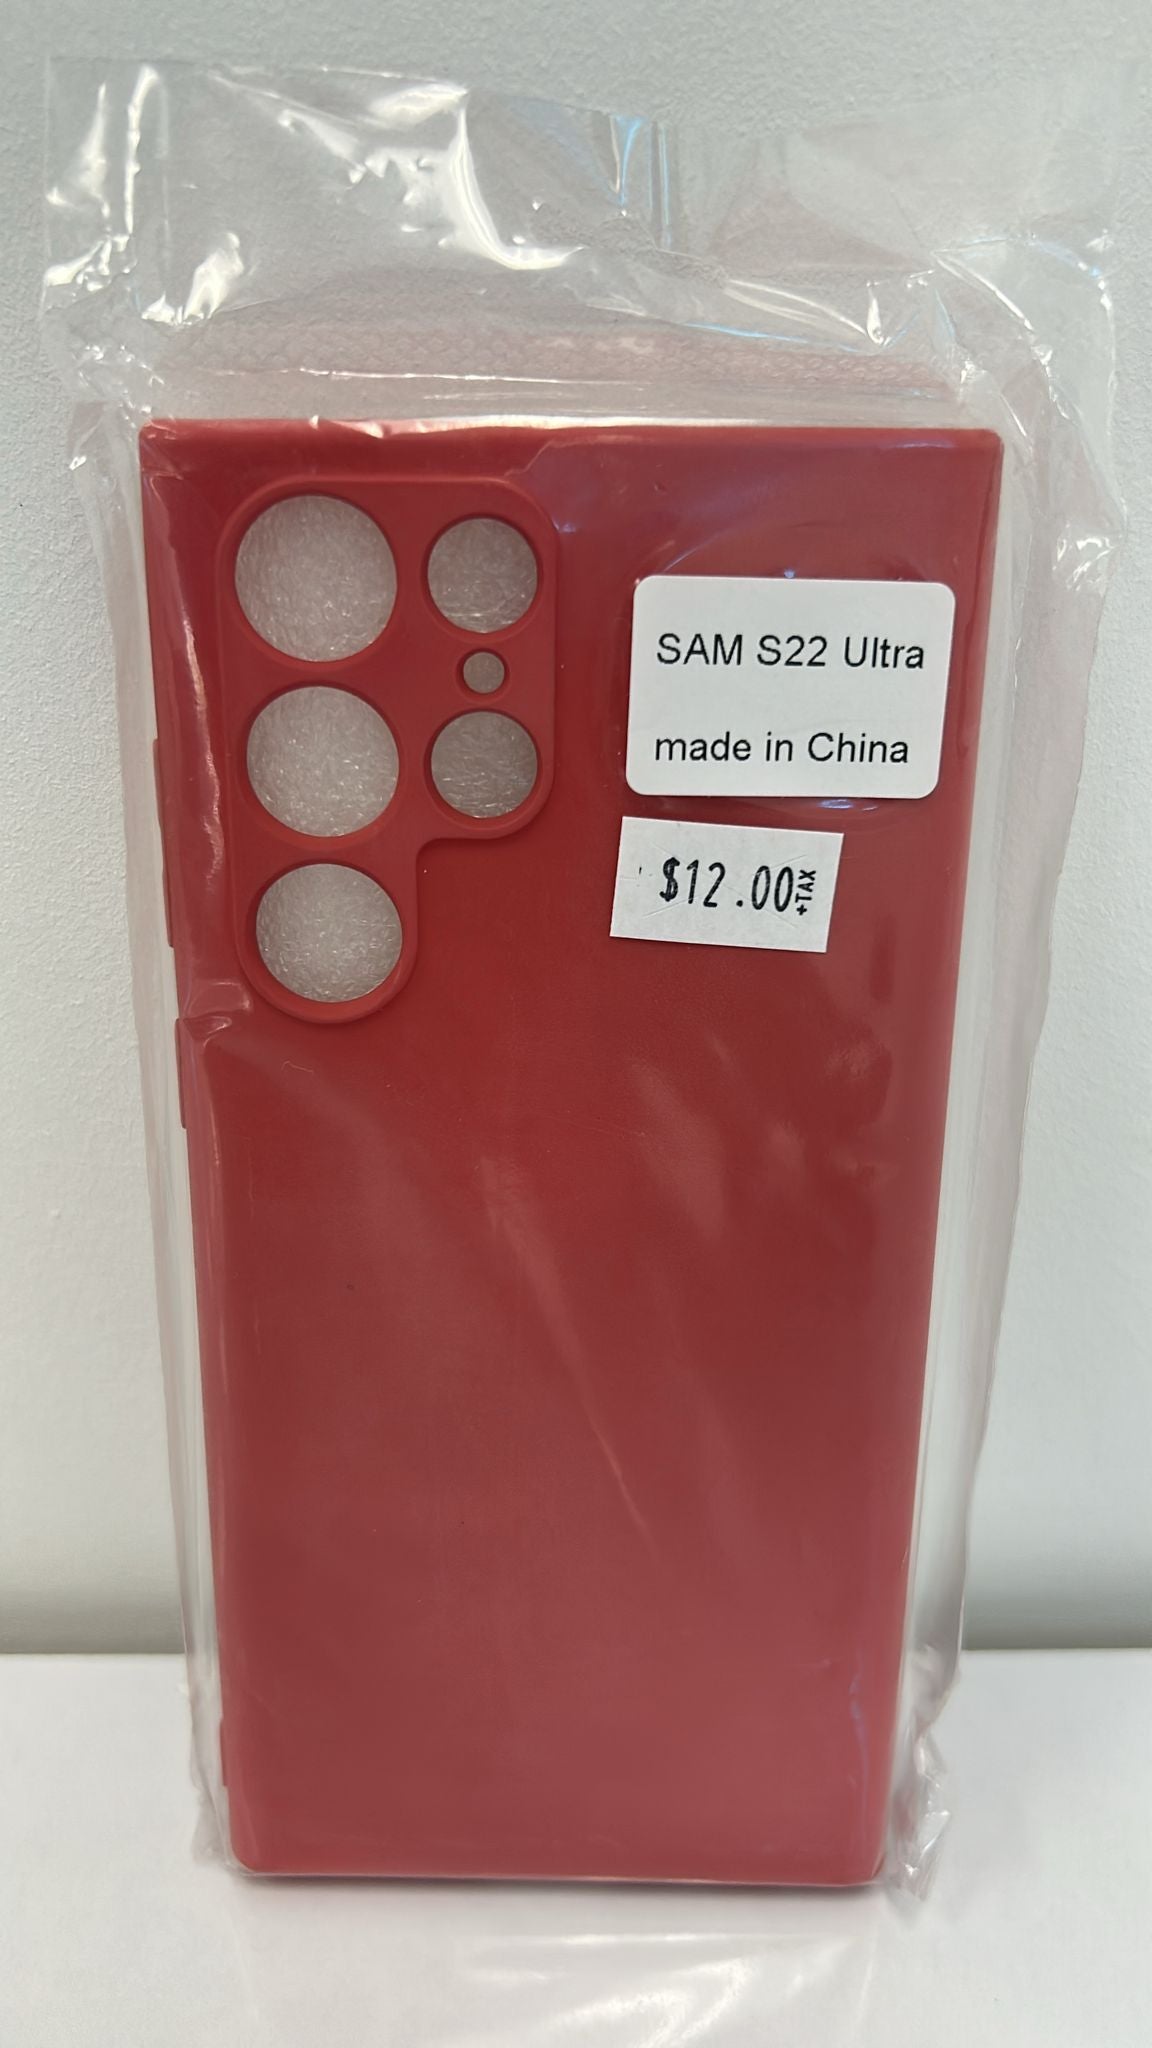 SAM S22 Ultra
made in China
$12.00+TAX